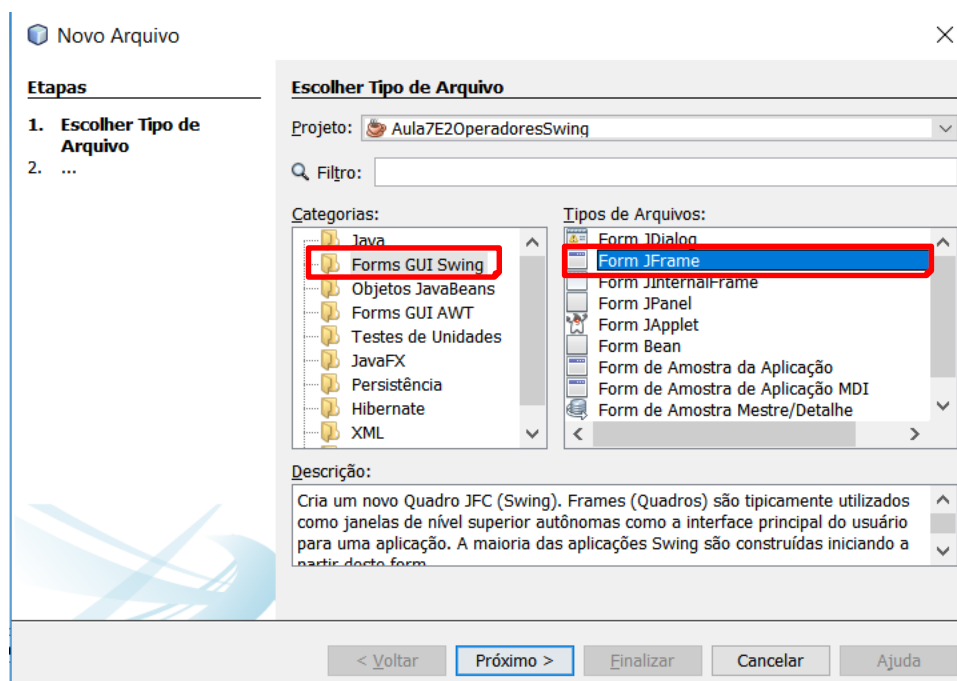 Novo Arquivo
Etapas
1. Escolher Tipo de
Arquivo
2. ...
Escolher Tipo de Arquivo
Projeto: Aula7E2OperadoresSwing
Filtro:
Categorias:
Java
Forms GUI Swing
Objetos JavaBeans
Forms GUI AWT
Testes de Unidades
JavaFX
Persistência
Hibernate
XML
Tipos de Arquivos:
Form JDialog
Form JFrame
Form JInternalFrame
Form JPanel
Form JApplet
Form Bean
Form de Amostra da Aplicação
Form de Amostra de Aplicação MDI
Form de Amostra Mestre/Detalhe
Descrição:
Cria um novo Quadro JFC (Swing). Frames (Quadros) são tipicamente utilizados
como janelas de nível superior autônomas como a interface principal do usuário
para uma aplicação. A maioria das aplicações Swing são construídas iniciando a
partir deste form.
< Voltar
Próximo >
Finalizar
Cancelar
Ajuda